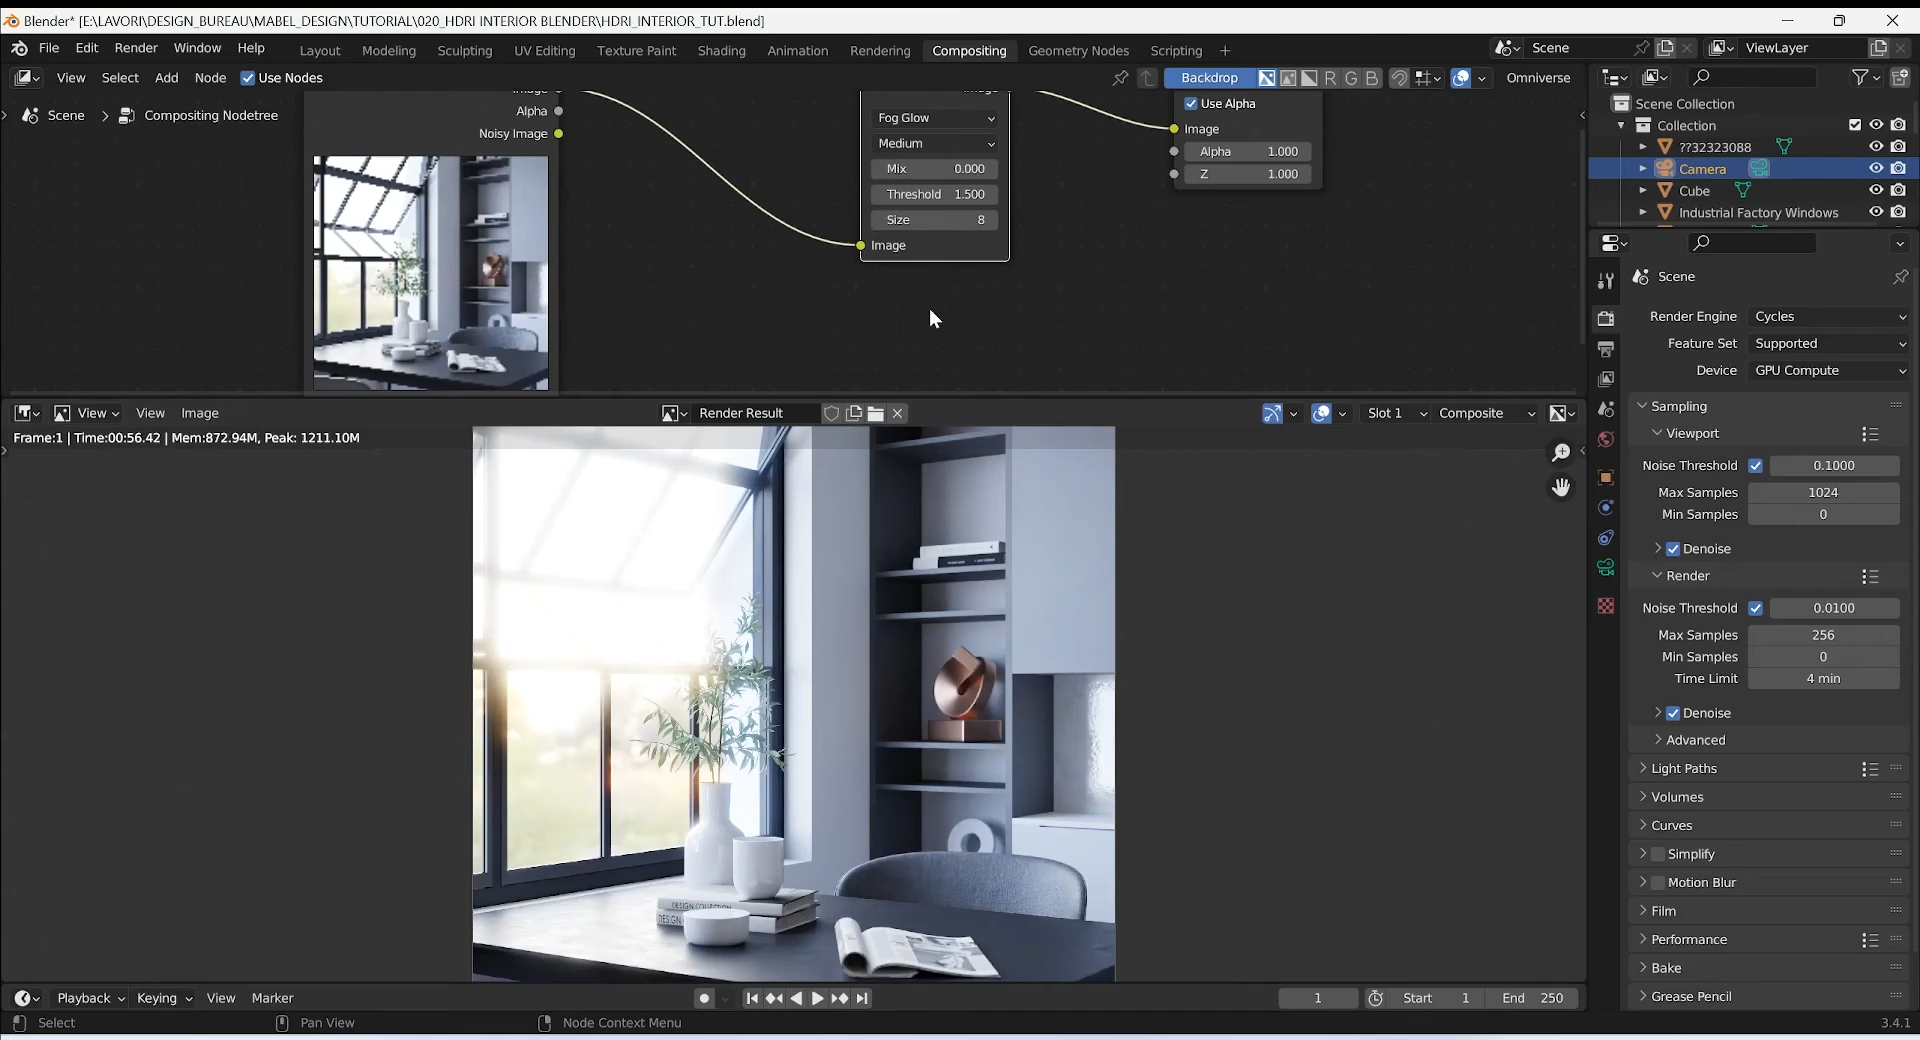 Blender* [E:\LAVORI\DESIGN_BUREAU\MABEL_DESIGN\TUTORIAL\020_HDRI INTERIOR BLENDER\HDRI_INTERIOR_TUT.blend]
File Edit Render Window Help Layout Modeling Sculpting UV Editing Texture Paint Shading Animation Rendering Compositing Geometry Nodes Scripting + Scene ViewLayer
View Select Add Node Use Nodes Backdrop R G B Omniverse
Scene > Compositing Nodetree
Alpha
Noisy Image
Fog Glow
Medium
Mix 0.000
Threshold 1.500
Size 8
Image
Use Alpha
Image
Alpha 1.000
Z 1.000
Scene Collection
Collection
??32323088
Camera
Cube
Industrial Factory Windows
Scene
Render Engine Cycles
Feature Set Supported
Device GPU Compute
Sampling
Viewport
Noise Threshold 0.1000
Max Samples 1024
Min Samples 0
Denoise
Render
Noise Threshold 0.0100
Max Samples 256
Min Samples 0
Time Limit 4 min
Denoise
Advanced
Light Paths
Volumes
Curves
Simplify
Motion Blur
Film
Performance
Bake
Grease Pencil
View View Image Render Result Slot 1 Composite
Frame:1 | Time:00:56.42 | Mem:872.94M, Peak: 1211.10M
DESIGN COLLECTION
Playback Keying View Marker 1 Start 1 End 250
Select Pan View Node Context Menu 3.4.1